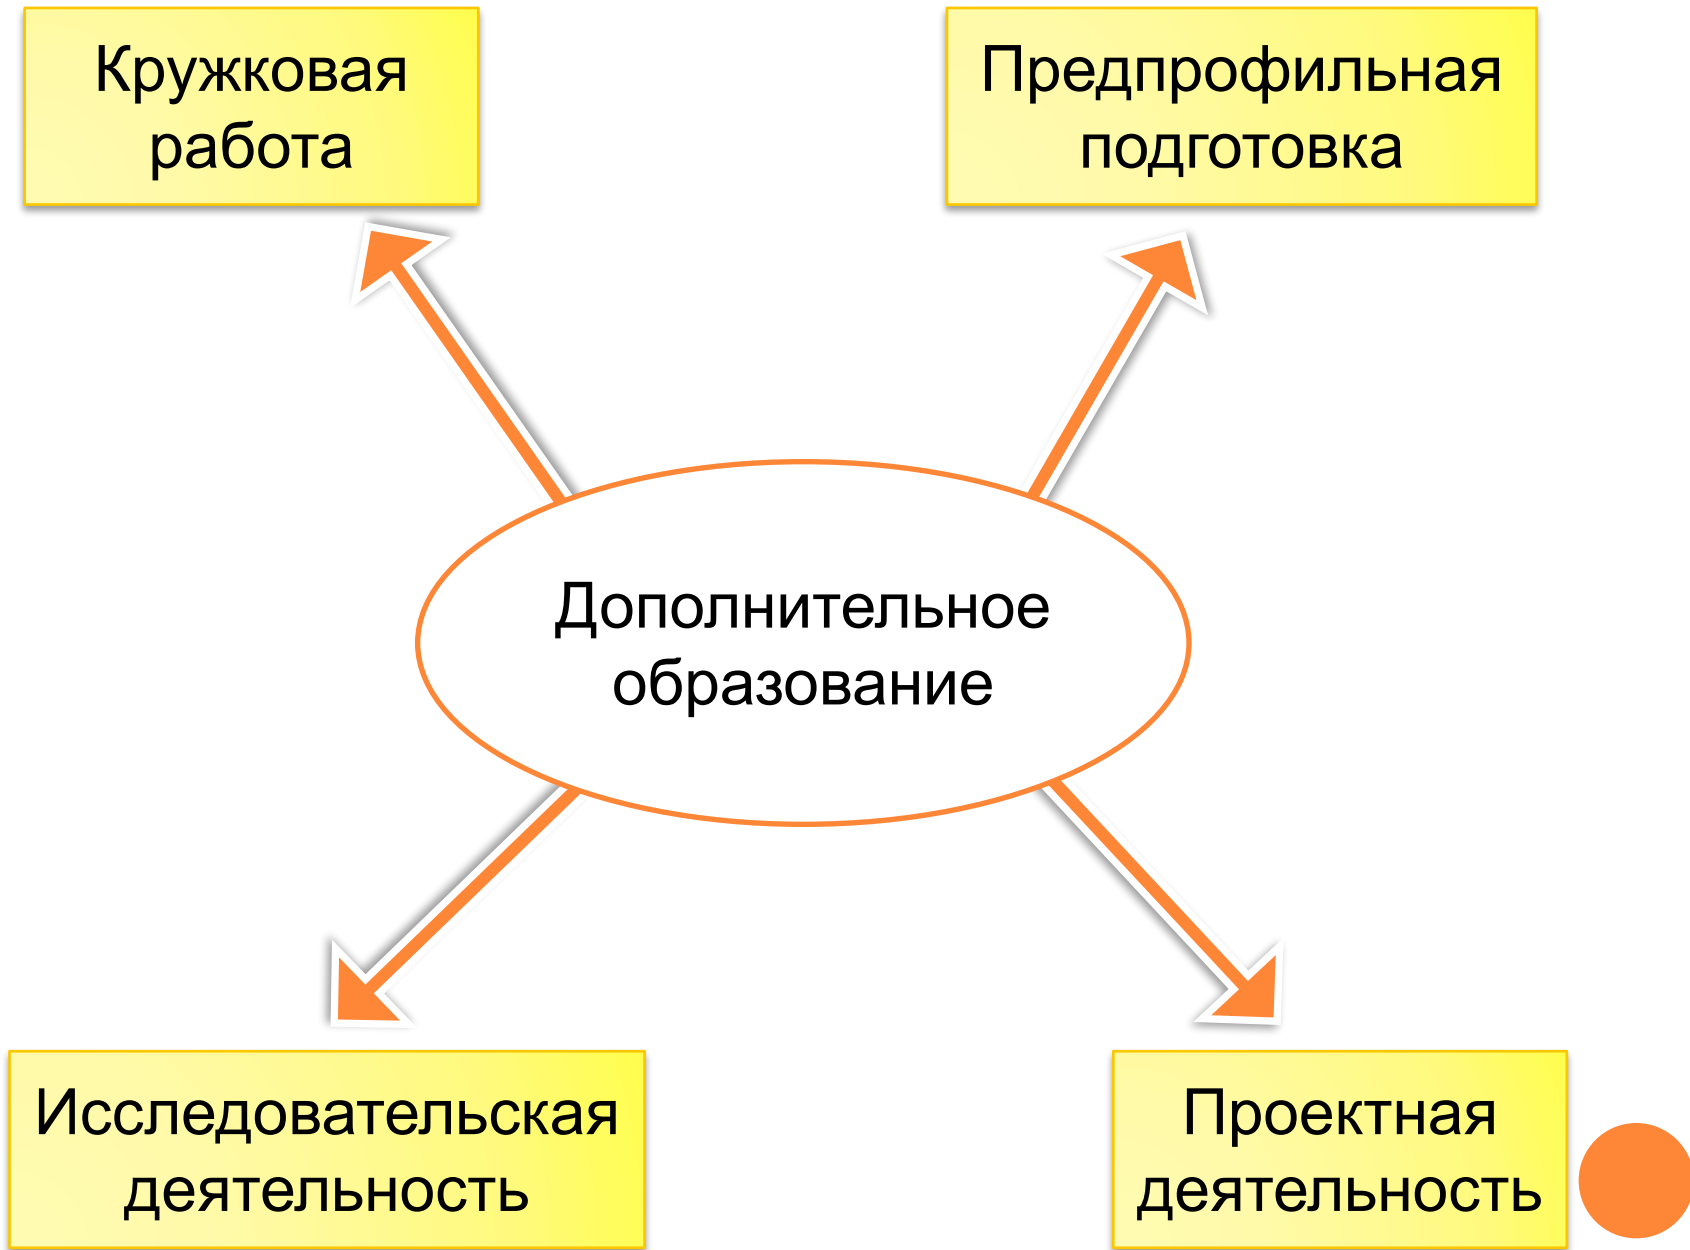 Кружковая
работа
Предпрофильная
подготовка
Дополнительное
образование
Исследовательская
деятельность
Проектная
деятельность